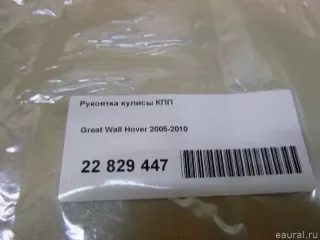 Рукоятка кулисы КПП
Great Wall Hover 2005-2010
22 829 447
eaural.ru